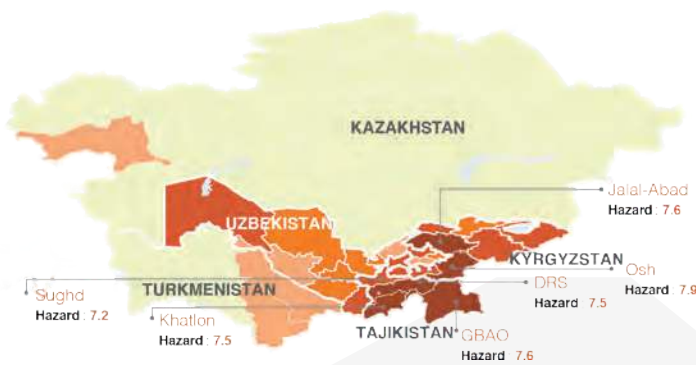 KAZAKHSTAN
Jalal-Abad
Hazard : 7.6
UZBEKISTAN
KYRGYZSTAN
Osh
Hazard : 7.9
DRS
Hazard : 7.5
TURKMENISTAN
Sughd
Hazard : 7.2
Khatlon
Hazard : 7.5
TAJIKISTAN
GBAO
Hazard : 7.6